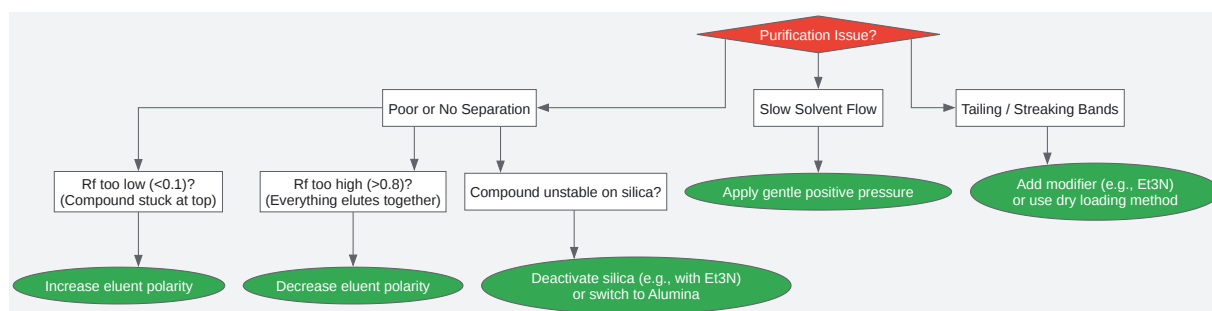 Purification Issue?
Poor or No Separation
Slow Solvent Flow
Tailing / Streaking Bands
Rf too low (<0.1)?
(Compound stuck at top)
Rf too high (>0.8)?
(Everything elutes together)
Compound unstable on silica?
Apply gentle positive pressure
Add modifier (e.g., Et3N)
or use dry loading method
Increase eluent polarity
Decrease eluent polarity
Deactivate silica (e.g., with Et3N)
or switch to Alumina